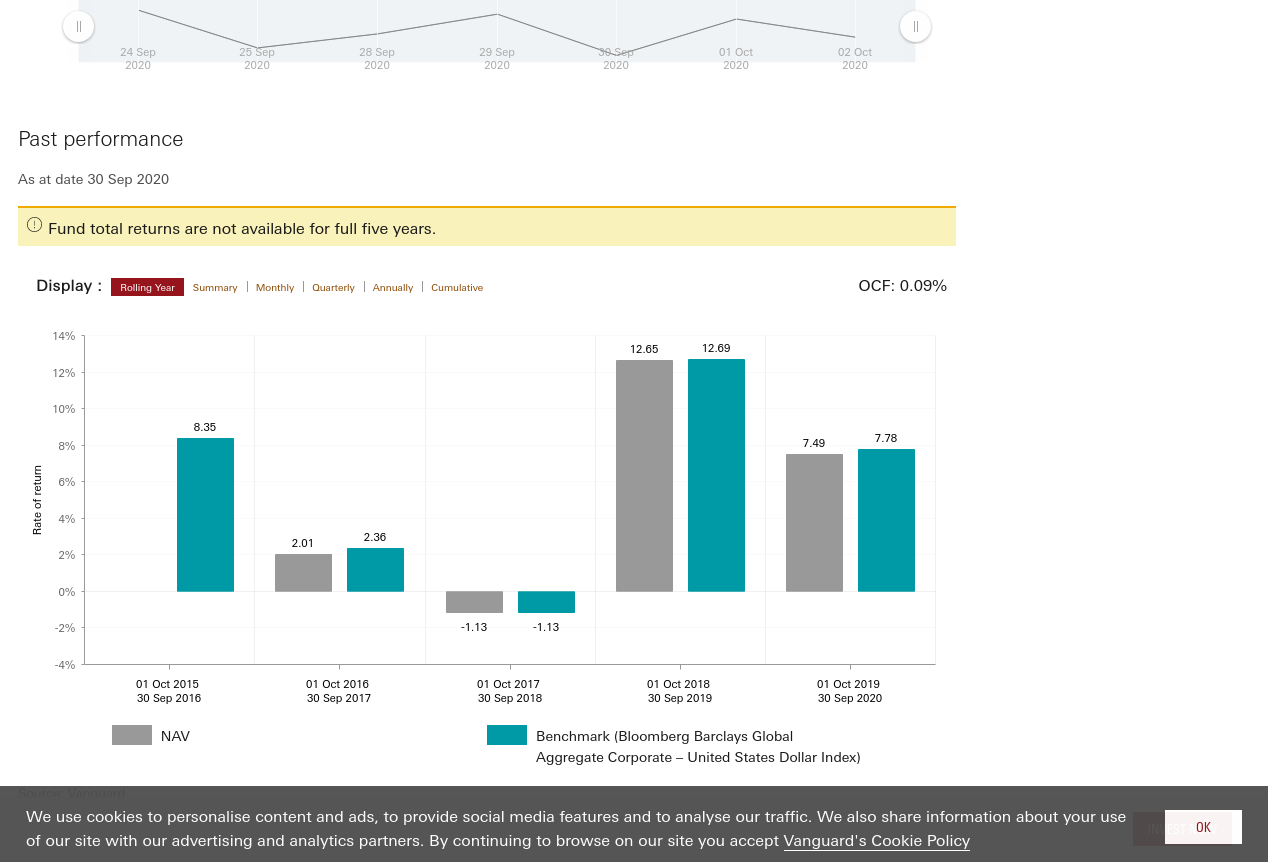 24 Sep 25 Sep 28 Sep 29 Sep 30 Sep 01 Oct 02 Oct
2020 2020 2020 2020 2020 2020 2020
Past performance
As at date 30 Sep 2020
Fund total returns are not available for full five years.
Display : Rolling Year Summary Monthly Quarterly Annually Cumulative OCF: 0.09%
14%
12.65 12.69
12%
10%
8.35
7.49 7.78
8%
6%
Rate of return
4%
2.01 2.36
2%
0%
-1.13 -1.13
-2%
-4%
01 Oct 2015 01 Oct 2016 01 Oct 2017 01 Oct 2018 01 Oct 2019
30 Sep 2016 30 Sep 2017 30 Sep 2018 30 Sep 2019 30 Sep 2020
NAV Benchmark (Bloomberg Barclays Global
Aggregate Corporate – United States Dollar Index)
Source: Vanguard
We use cookies to personalise content and ads, to provide social media features and to analyse our traffic. We also share information about your use
of our site with our advertising and analytics partners. By continuing to browse on our site you accept Vanguard's Cookie Policy
OK